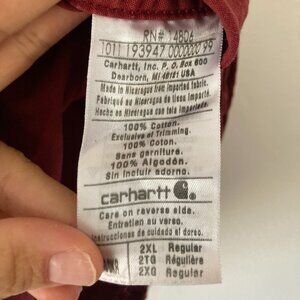 RN# 14806
1011 193947 0000000 99
Carhartt, Inc. P.O. Box 600
Dearborn, MI 48121 USA
Made in Nicaragua from imported fabric.
Fabriqué au Nicaragua de tissu importé.
Hecho en Nicaragua con tela importada.
100% Cotton.
Exclusive of Trimming.
100% Coton.
Sans garniture.
100% Algodón.
Sin incluir adorno.
carhartt
Care on reverse side.
Entretien au verso.
Instrucciones de cuidado al dorso.
2XL Regular
2TG Régulière
2XG Regular